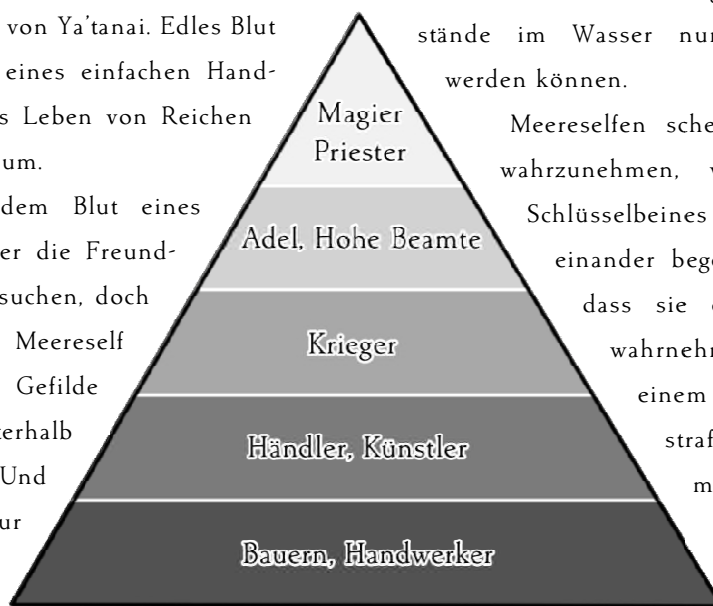 von Ya'tanai. Edles Blut
eines einfachen Hand-
Leben von Reichen
um.
dem Blut eines
er die Freund-
suchen, doch
Meereself
Gefilde
erhalb
Und
ur
Magier
Priester
Adel, Hohe Beamte
Krieger
Händler, Künstler
Bauern, Handwerker
stände im Wasser nur
werden können.
Meereselfen sche
wahrzunehmen,
Schlüsselbeines
einander bege
dass sie
wahrnehm
einem
straf
m